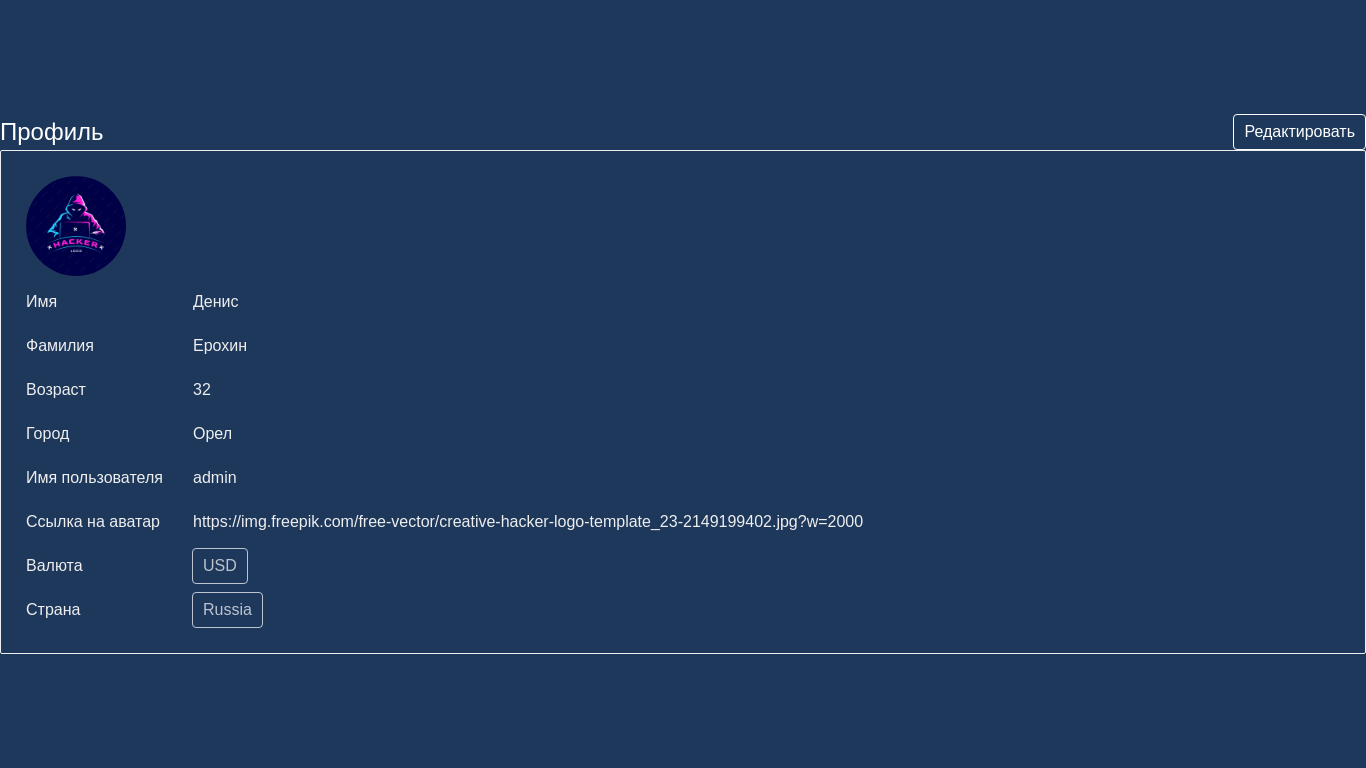 Профиль
Редактировать
HACKER
Имя Денис
Фамилия Ерохин
Возраст 32
Город Орел
Имя пользователя admin
Ссылка на аватар https://img.freepik.com/free-vector/creative-hacker-logo-template_23-2149199402.jpg?w=2000
Валюта USD
Страна Russia